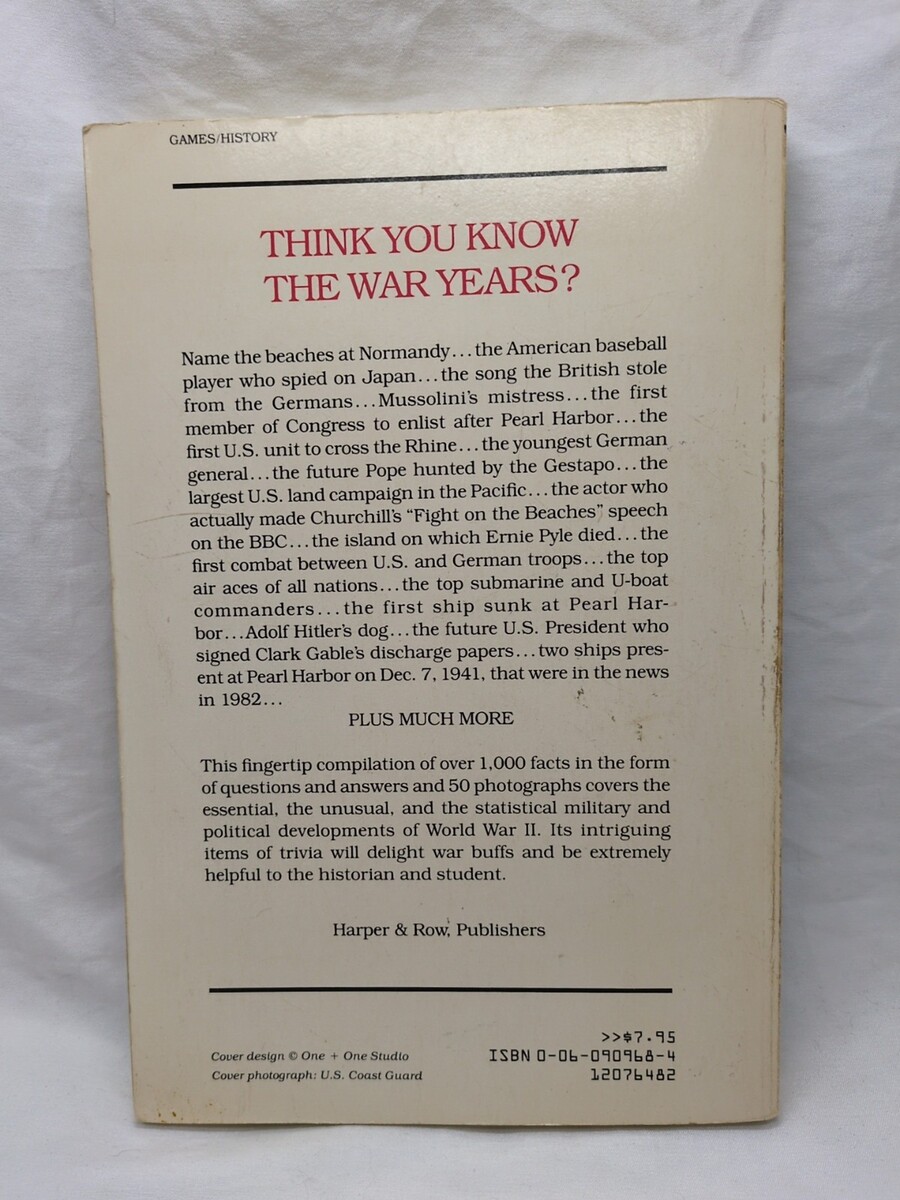 GAMES/HISTORY
THINK YOU KNOW
THE WAR YEARS?
Name the beaches at Normandy...the American baseball
player who spied on Japan...the song the British stole
from the Germans...Mussolini's mistress...the first
member of Congress to enlist after Pearl Harbor...the
first U.S. unit to cross the Rhine...the youngest German
general...the future Pope hunted by the Gestapo...the
largest U.S. land campaign in the Pacific...the actor who
actually made Churchill's "Fight on the Beaches" speech
on the BBC...the island on which Ernie Pyle died...the
first combat between U.S. and German troops...the top
air aces of all nations...the top submarine and U-boat
commanders...the first ship sunk at Pearl Har-
bor...Adolf Hitler's dog...the future U.S. President who
signed Clark Gable's discharge papers...two ships pres-
ent at Pearl Harbor on Dec. 7, 1941, that were in the news
in 1982...
PLUS MUCH MORE
This fingertip compilation of over 1,000 facts in the form
of questions and answers and 50 photographs covers the
essential, the unusual, and the statistical military and
political developments of World War II. Its intriguing
items of trivia will delight war buffs and be extremely
helpful to the historian and student.
Harper & Row, Publishers
>>$7.95
Cover design © One + One Studio
ISBN 0-06-090968-4
Cover photograph: U.S. Coast Guard
12076482